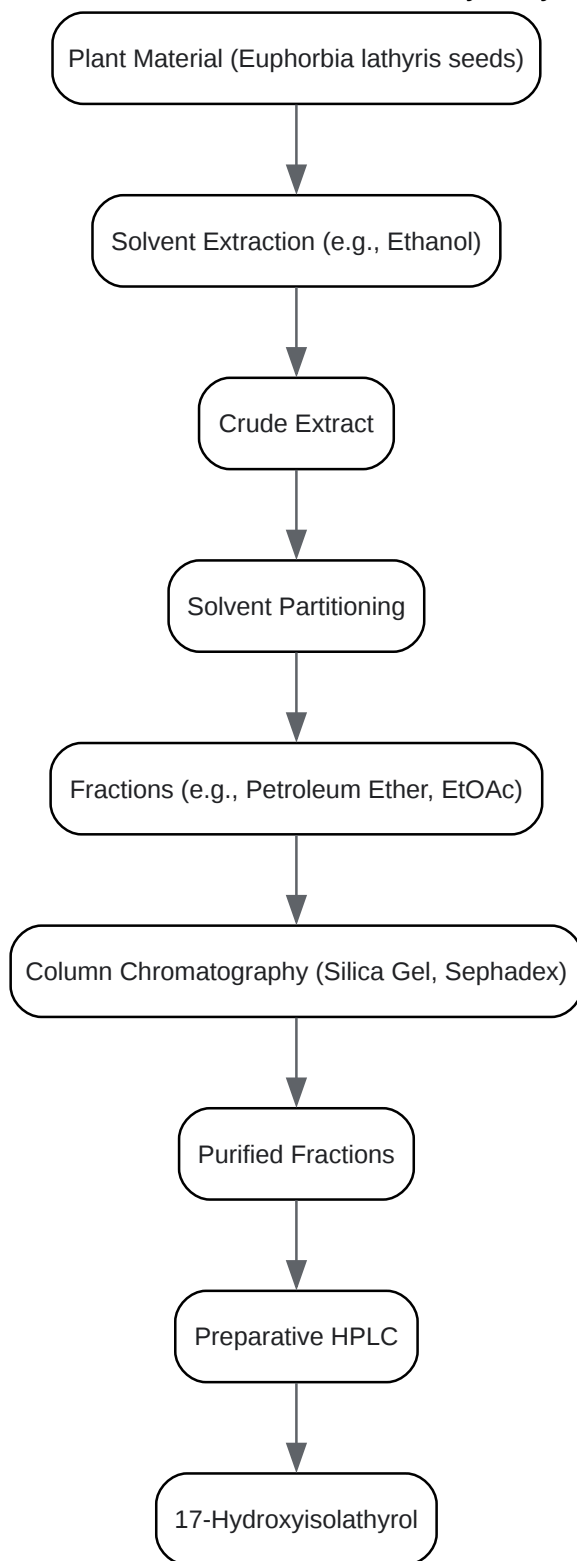 Plant Material (Euphorbia lathyris seeds)
Solvent Extraction (e.g., Ethanol)
Crude Extract
Solvent Partitioning
Fractions (e.g., Petroleum Ether, EtOAc)
Column Chromatography (Silica Gel, Sephadex)
Purified Fractions
Preparative HPLC
17-Hydroxyisolathyrol